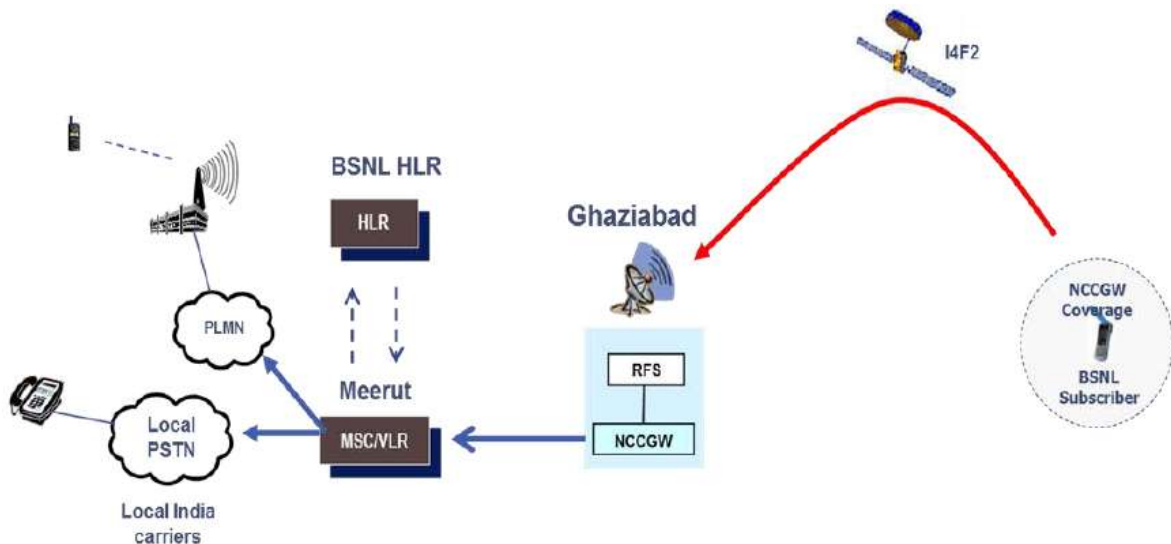 I4F2
BSNL HLR
HLR
Ghaziabad
NCCGW
Coverage
BSNL
Subscriber
PLMN
RFS
Meerut
Local
PSTN
MSC/VLR
NCCGW
Local India
carriers